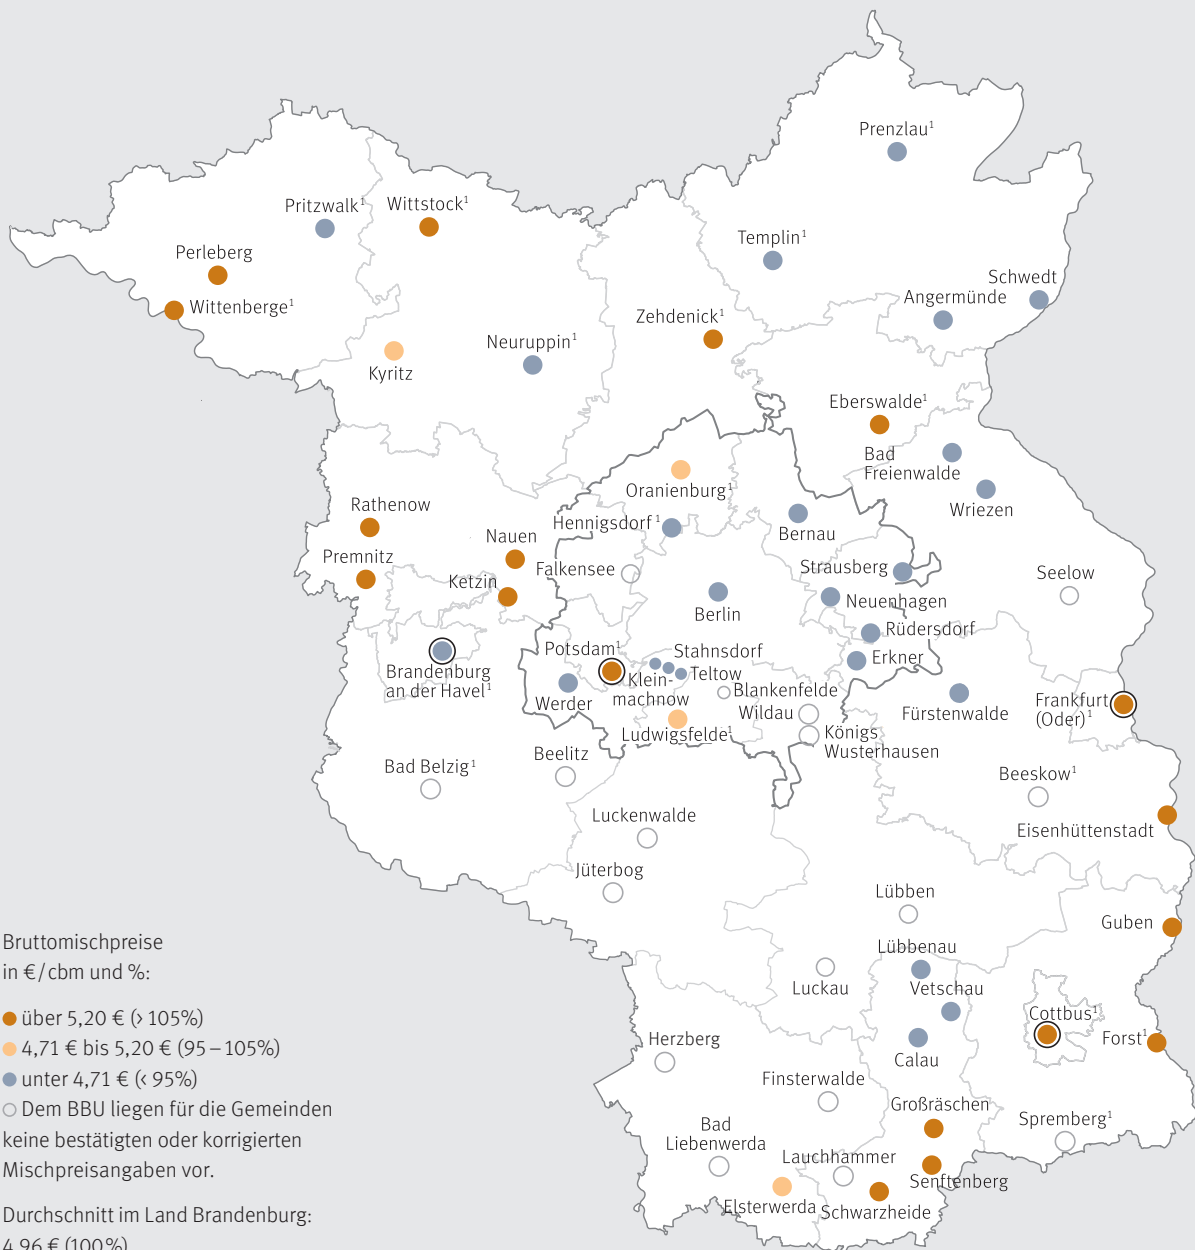 Prenzlau¹
Pritzwalk¹
Wittstock¹
Templin¹
Perleberg
Schwedt
Angermünde
Wittenberge¹
Zehdenick¹
Neuruppin¹
Kyritz
Eberswalde¹
Bad
Freienwalde
Oranienburg¹
Wriezen
Rathenow
Hennigsdorf¹
Bernau
Nauen
Premnitz
Falkensee
Strausberg
Seelow
Ketzin
Berlin
Neuenhagen
Rüdersdorf
Potsdam¹
Stahnsdorf
Erkner
Brandenburg
an der Havel¹
Klein-
machnow
Teltow
Blankenfelde
Werder
Wildau
Fürstenwalde
Frankfurt
(Oder)¹
Ludwigsfelde¹
Königs
Wusterhausen
Beelitz
Bad Belzig¹
Beeskow¹
Luckenwalde
Eisenhüttenstadt
Jüterbog
Lübben
Guben
Lübbenau
Luckau
Vetschau
Cottbus¹
Forst¹
Herzberg
Calau
Finsterwalde
Großräschen
Spremberg¹
Bad
Liebenwerda
Lauchhammer
Senftenberg
Elsterwerda
Schwarzheide
Bruttomischpreise
in €/cbm und %:
über 5,20 € (› 105%)
4,71 € bis 5,20 € (95–105%)
unter 4,71 € (‹ 95%)
Dem BBU liegen für die Gemeinden
keine bestätigten oder korrigierten
Mischpreisangaben vor.
Durchschnitt im Land Brandenburg:
4,96 € (100%)